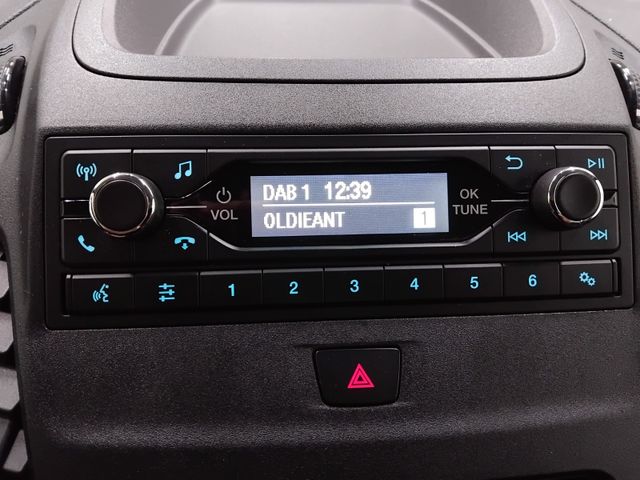 DAB 1 12:39
OLDIEANT 1
VOL
OK
TUNE
1 2 3 4 5 6